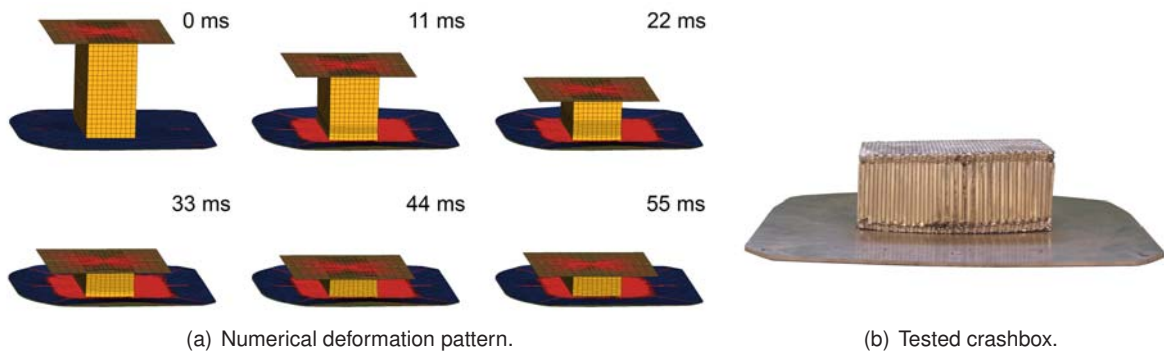 0 ms
11 ms
22 ms
33 ms
44 ms
55 ms
(a) Numerical deformation pattern.
(b) Tested crashbox.